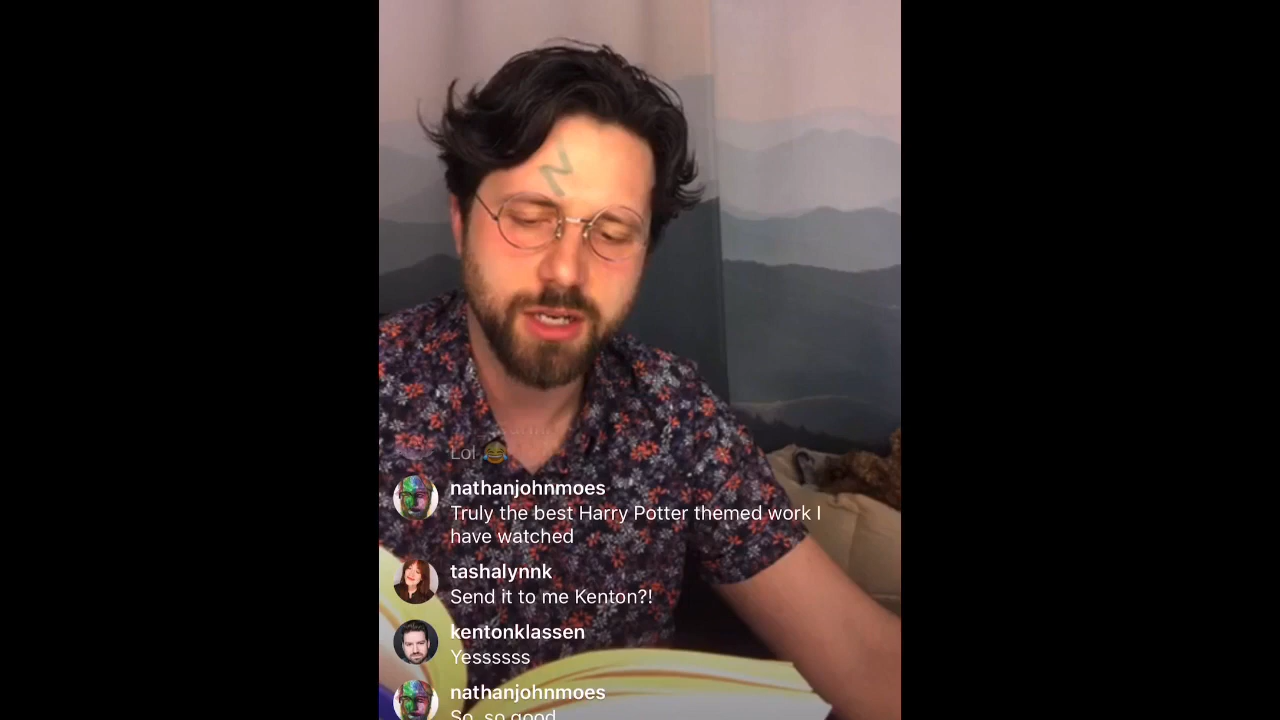 Lol 😂
nathanjohnmoes
Truly the best Harry Potter themed work I
have watched
tashalynnk
Send it to me Kenton?!
kentonklassen
Yessssss
nathanjohnmoes
So, so good